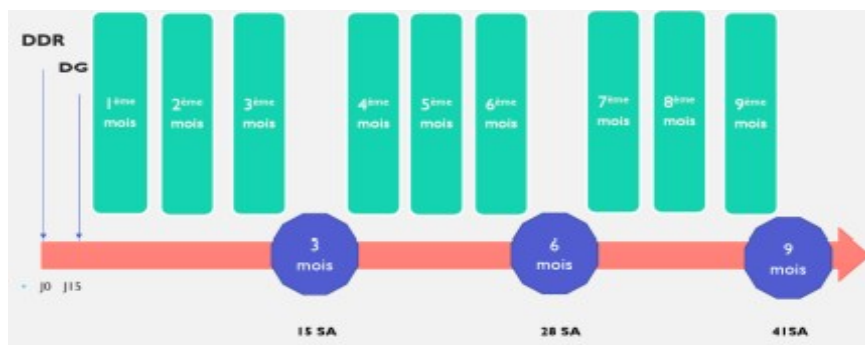 DDR
DG
1ème mois
2ème mois
3ème mois
4ème mois
5ème mois
6ème mois
7ème mois
8ème mois
9ème mois
3 mois
6 mois
9 mois
J0 J15
15 SA
28 SA
41SA